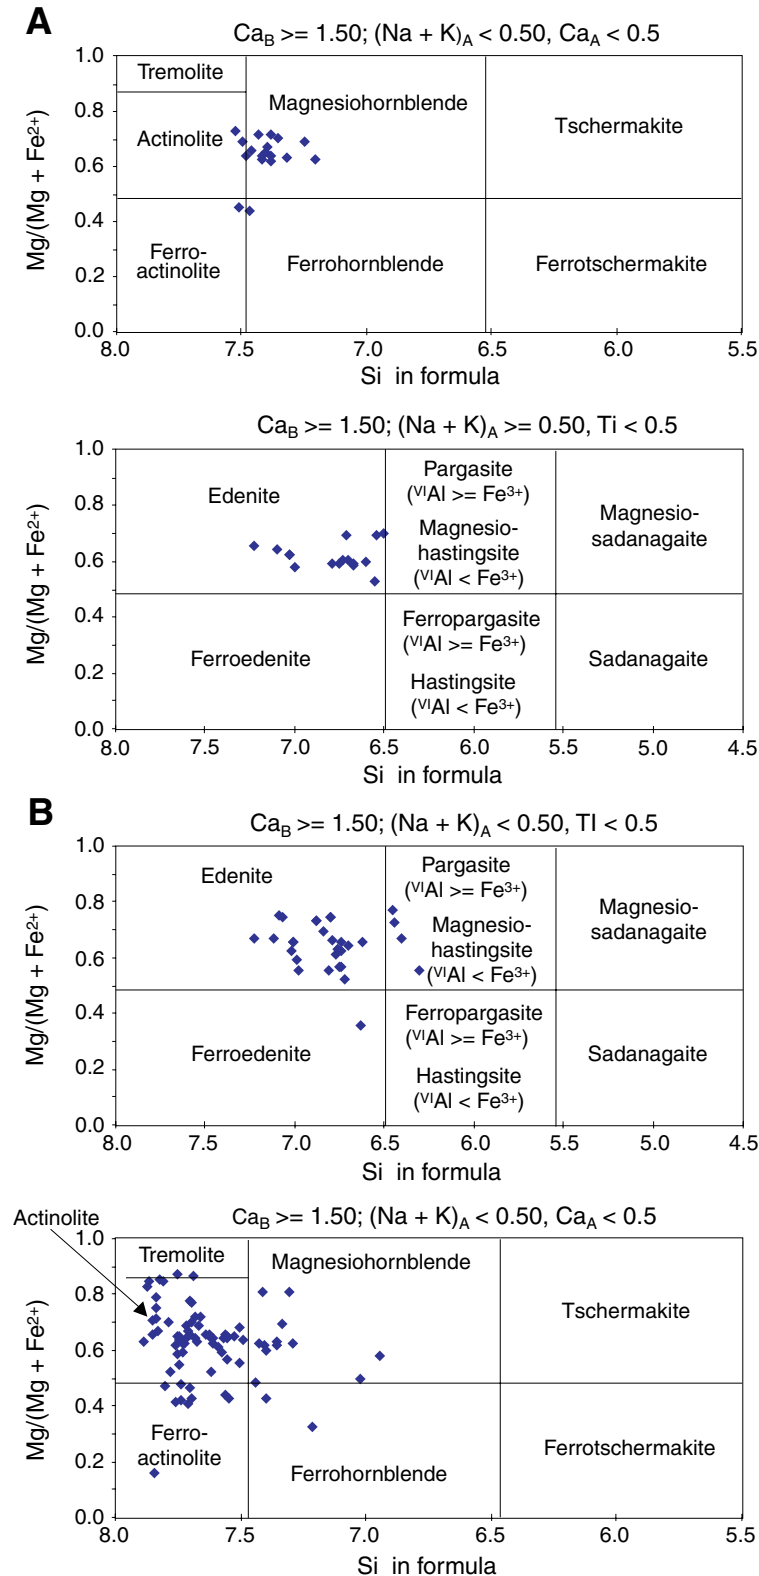 A
Ca_B >= 1.50; (Na + K)_A < 0.50, Ca_A < 0.5
Mg/(Mg + Fe²⁺)
1.0
0.8
0.6
0.4
0.2
0.0
Tremolite
Actinolite
Magnesiohornblende
Tschermakite
Ferro-
actinolite
Ferrohornblende
Ferrotschermakite
8.0 7.5 7.0 6.5 6.0 5.5
Si in formula
Ca_B >= 1.50; (Na + K)_A >= 0.50, Ti < 0.5
Mg/(Mg + Fe²⁺)
1.0
0.8
0.6
0.4
0.2
0.0
Edenite
Pargasite
(ⱽᴵAl >= Fe³⁺)
Magnesio-
hastingsite
(ⱽᴵAl < Fe³⁺)
Magnesio-
sadanagaite
Ferroedenite
Ferropargasite
(ⱽᴵAl >= Fe³⁺)
Hastingsite
(ⱽᴵAl < Fe³⁺)
Sadanagaite
8.0 7.5 7.0 6.5 6.0 5.5 5.0 4.5
Si in formula
B
Ca_B >= 1.50; (Na + K)_A < 0.50, TI < 0.5
Mg/(Mg + Fe²⁺)
1.0
0.8
0.6
0.4
0.2
0.0
Edenite
Pargasite
(ⱽᴵAl >= Fe³⁺)
Magnesio-
hastingsite
(ⱽᴵAl < Fe³⁺)
Magnesio-
sadanagaite
Ferroedenite
Ferropargasite
(ⱽᴵAl >= Fe³⁺)
Hastingsite
(ⱽᴵAl < Fe³⁺)
Sadanagaite
8.0 7.5 7.0 6.5 6.0 5.5 5.0 4.5
Si in formula
Ca_B >= 1.50; (Na + K)_A < 0.50, Ca_A < 0.5
Actinolite
Mg/(Mg + Fe²⁺)
1.0
0.8
0.6
0.4
0.2
0.0
Tremolite
Magnesiohornblende
Tschermakite
Ferro-
actinolite
Ferrohornblende
Ferrotschermakite
8.0 7.5 7.0 6.5 6.0 5.5
Si in formula